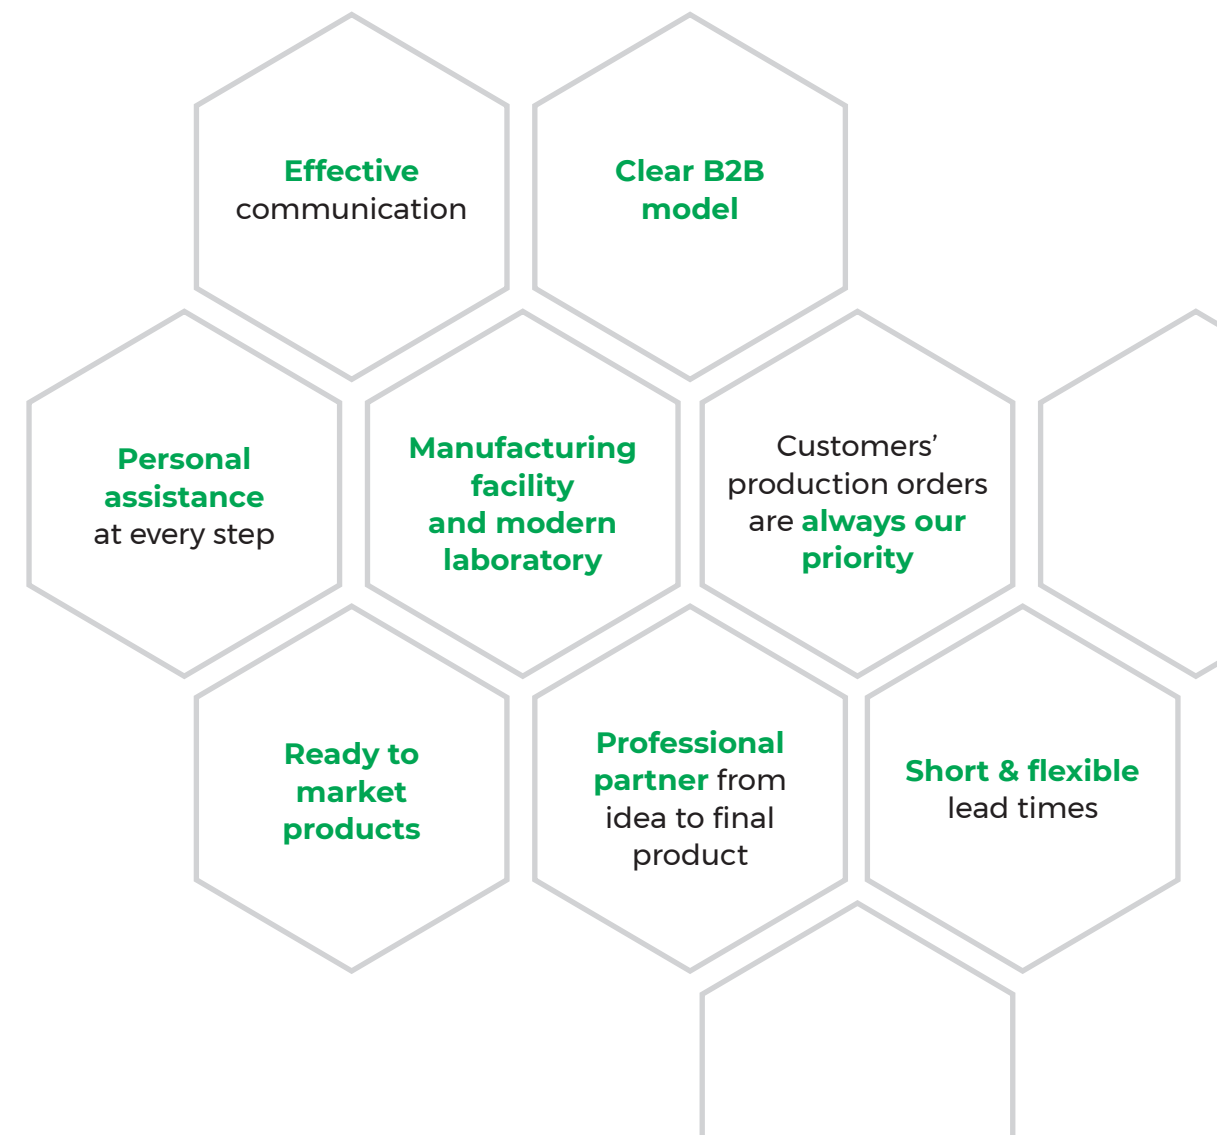 Effective
communication
Clear B2B
model
Personal
assistance
at every step
Manufacturing
facility
and modern
laboratory
Customers’
production orders
are always our
priority
Ready to
market
products
Professional
partner from
idea to final
product
Short & flexible
lead times